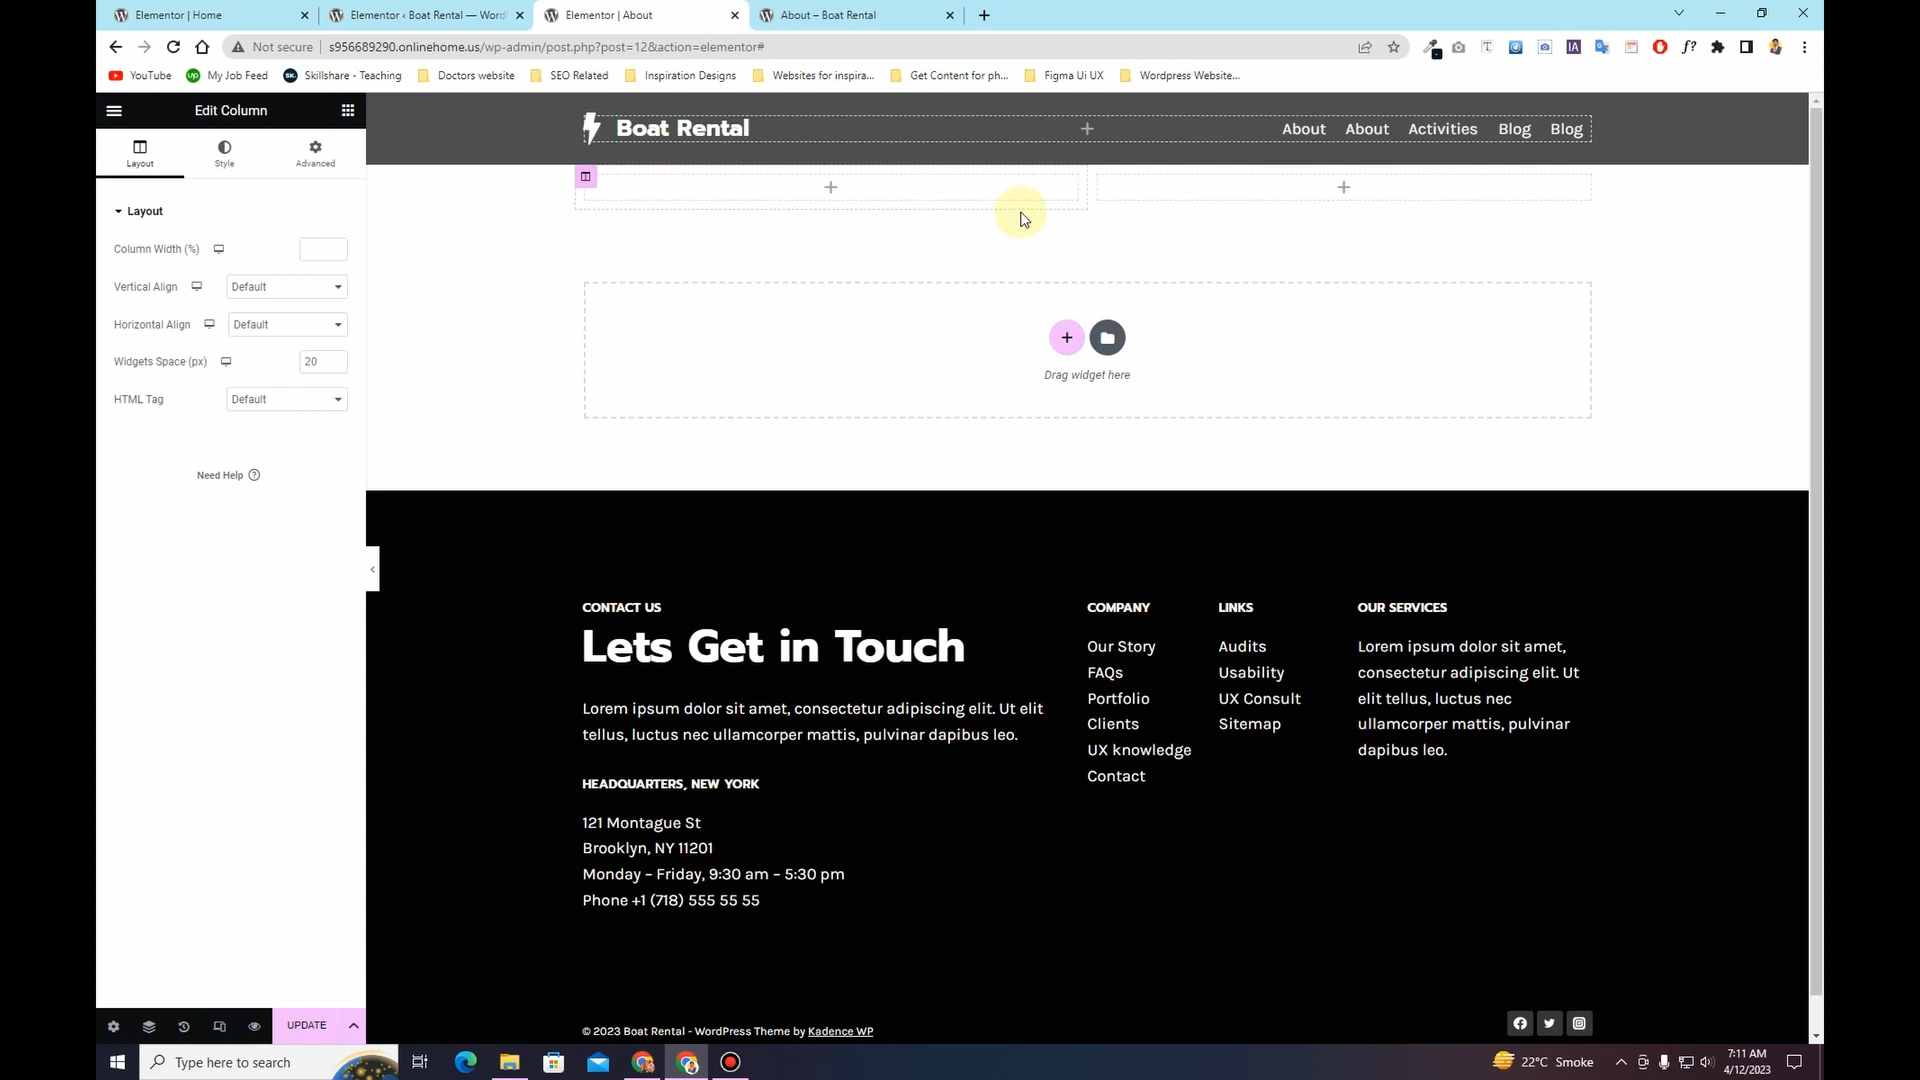 Elementor | Home
Elementor ‹ Boat Rental — Word
Elementor | About
About – Boat Rental
Not secure
s956689290.onlinehome.us/wp-admin/post.php?post=12&action=elementor#
YouTube
My Job Feed
Skillshare - Teaching
Doctors website
SEO Related
Inspiration Designs
Websites for inspira...
Get Content for ph...
Figma Ui UX
Wordpress Website...
Edit Column
Layout
Style
Advanced
Layout
Column Width (%)
Vertical Align
Default
Horizontal Align
Default
Widgets Space (px)
20
HTML Tag
Default
Need Help
UPDATE
Boat Rental
About
About
Activities
Blog
Blog
Drag widget here
CONTACT US
Lets Get in Touch
Lorem ipsum dolor sit amet, consectetur adipiscing elit. Ut elit
tellus, luctus nec ullamcorper mattis, pulvinar dapibus leo.
HEADQUARTERS, NEW YORK
121 Montague St
Brooklyn, NY 11201
Monday – Friday, 9:30 am – 5:30 pm
Phone +1 (718) 555 55 55
COMPANY
Our Story
FAQs
Portfolio
Clients
UX knowledge
Contact
LINKS
Audits
Usability
UX Consult
Sitemap
OUR SERVICES
Lorem ipsum dolor sit amet,
consectetur adipiscing elit. Ut
elit tellus, luctus nec
ullamcorper mattis, pulvinar
dapibus leo.
© 2023 Boat Rental - WordPress Theme by Kadence WP
Type here to search
22°C Smoke
7:11 AM
4/12/2023